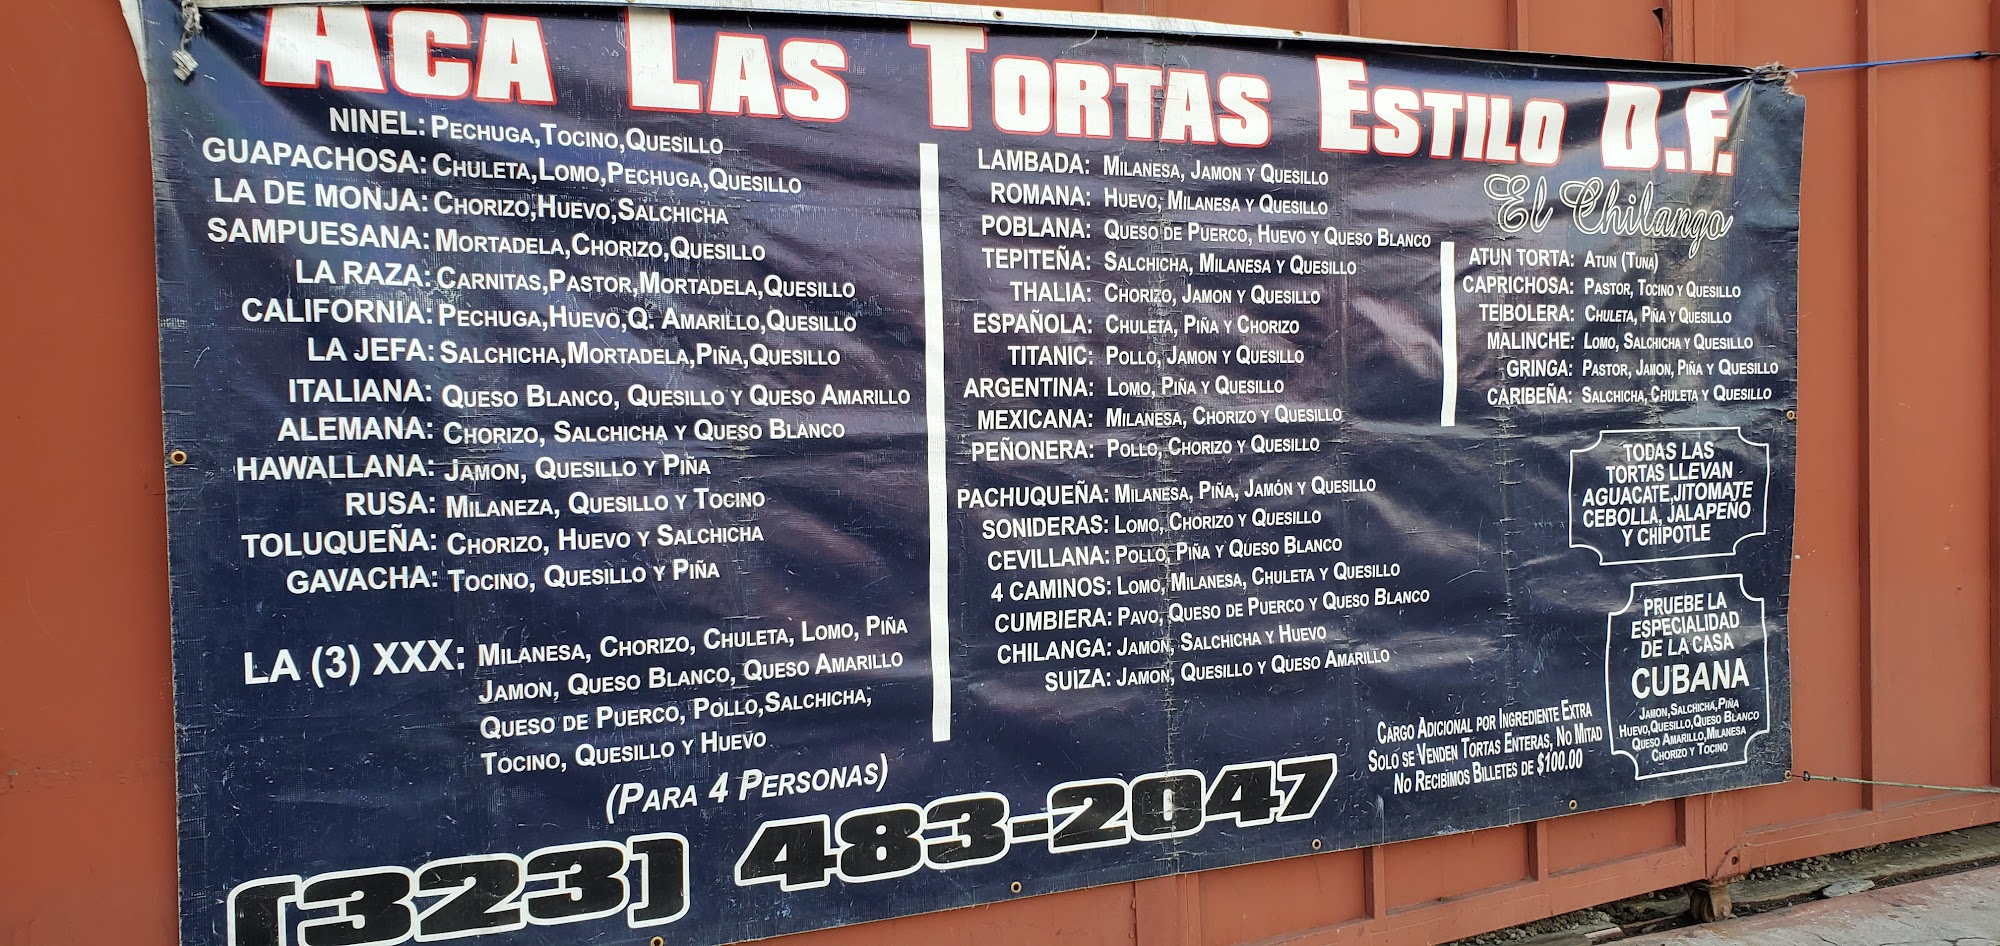 ACA LAS TORTAS ESTILO D.F.
El Chilango
NINEL: PECHUGA,TOCINO,QUESILLO
GUAPACHOSA: CHULETA,LOMO,PECHUGA,QUESILLO
LA DE MONJA: CHORIZO,HUEVO,SALCHICHA
SAMPUESANA: MORTADELA,CHORIZO,QUESILLO
LA RAZA: CARNITAS,PASTOR,MORTADELA,QUESILLO
CALIFORNIA: PECHUGA,HUEVO,Q. AMARILLO,QUESILLO
LA JEFA: SALCHICHA,MORTADELA,PIÑA,QUESILLO
ITALIANA: QUESO BLANCO, QUESILLO Y QUESO AMARILLO
ALEMANA: CHORIZO, SALCHICHA Y QUESO BLANCO
HAWALLANA: JAMON, QUESILLO Y PIÑA
RUSA: MILANEZA, QUESILLO Y TOCINO
TOLUQUEÑA: CHORIZO, HUEVO Y SALCHICHA
GAVACHA: TOCINO, QUESILLO Y PIÑA
LA (3) XXX: MILANESA, CHORIZO, CHULETA, LOMO, PIÑA
JAMON, QUESO BLANCO, QUESO AMARILLO
QUESO DE PUERCO, POLLO,SALCHICHA,
TOCINO, QUESILLO Y HUEVO
(PARA 4 PERSONAS)
LAMBADA: MILANESA, JAMON Y QUESILLO
ROMANA: HUEVO, MILANESA Y QUESILLO
POBLANA: QUESO DE PUERCO, HUEVO Y QUESO BLANCO
TEPITEÑA: SALCHICHA, MILANESA Y QUESILLO
THALIA: CHORIZO, JAMON Y QUESILLO
ESPAÑOLA: CHULETA, PIÑA Y CHORIZO
TITANIC: POLLO, JAMON Y QUESILLO
ARGENTINA: LOMO, PIÑA Y QUESILLO
MEXICANA: MILANESA, CHORIZO Y QUESILLO
PEÑONERA: POLLO, CHORIZO Y QUESILLO
PACHUQUEÑA: MILANESA, PIÑA, JAMÓN Y QUESILLO
SONIDERAS: LOMO, CHORIZO Y QUESILLO
CEVILLANA: POLLO, PIÑA Y QUESO BLANCO
4 CAMINOS: LOMO, MILANESA, CHULETA Y QUESILLO
CUMBIERA: PAVO, QUESO DE PUERCO Y QUESO BLANCO
CHILANGA: JAMON, SALCHICHA Y HUEVO
SUIZA: JAMON, QUESILLO Y QUESO AMARILLO
ATUN TORTA: ATUN (TUNA)
CAPRICHOSA: PASTOR, TOCINO Y QUESILLO
TEIBOLERA: CHULETA, PIÑA Y QUESILLO
MALINCHE: LOMO, SALCHICHA Y QUESILLO
GRINGA: PASTOR, JAMON, PIÑA Y QUESILLO
CARIBEÑA: SALCHICHA, CHULETA Y QUESILLO
TODAS LAS
TORTAS LLEVAN
AGUACATE,JITOMATE
CEBOLLA, JALAPEÑO
Y CHIPOTLE
PRUEBE LA
ESPECIALIDAD
DE LA CASA
CUBANA
JAMON,SALCHICHA,PIÑA
HUEVO,QUESILLO,QUESO BLANCO
QUESO AMARILLO,MILANESA
CHORIZO Y TOCINO
CARGO ADICIONAL POR INGREDIENTE EXTRA
SOLO SE VENDEN TORTAS ENTERAS, NO MITAD
NO RECIBIMOS BILLETES DE $100.00
(323) 483-2047